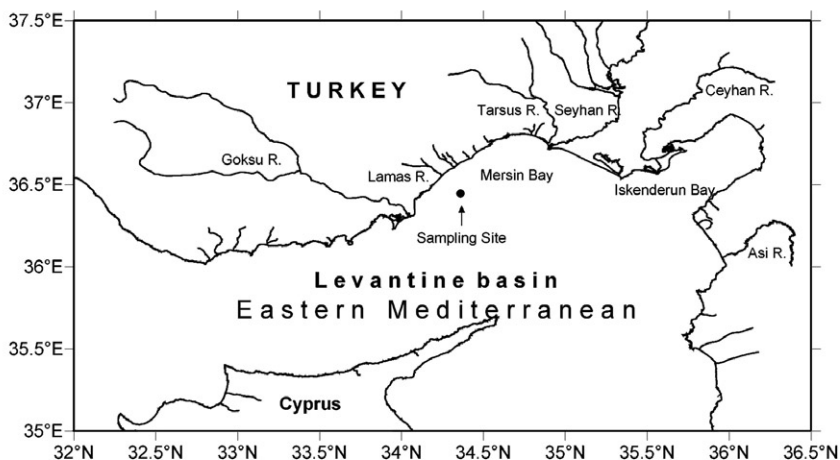 37.5°N
37°N
36.5°N
36°N
35.5°E
35°E
32°N 32.5°N 33°N 33.5°N 34°N 34.5°N 35°N 35.5°N 36°N 36.5°N
TURKEY
Tarsus R. Seyhan R.
Ceyhan R.
Goksu R.
Lamas R.
Mersin Bay
Iskenderun Bay
Sampling Site
Asi R.
Levantine basin
Eastern Mediterranean
Cyprus